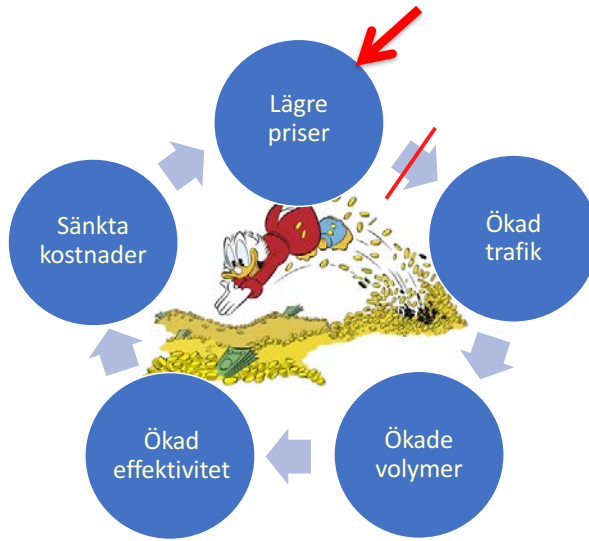 Lägre
priser
Ökad
trafik
Ökade
volymer
Ökad
effektivitet
Sänkta
kostnader